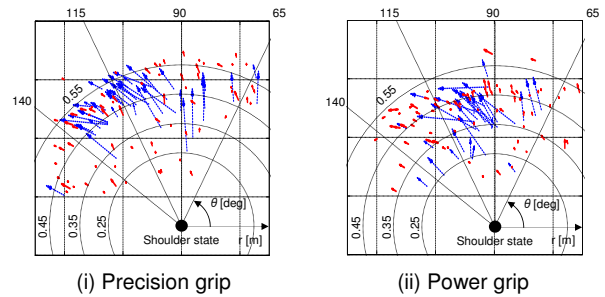 115
90
65
140
0.55
0.45
0.35
0.25
θ [deg]
Shoulder state
r [m]
(i) Precision grip
115
90
65
140
0.55
0.45
0.35
0.25
θ [deg]
Shoulder state
r [m]
(ii) Power grip